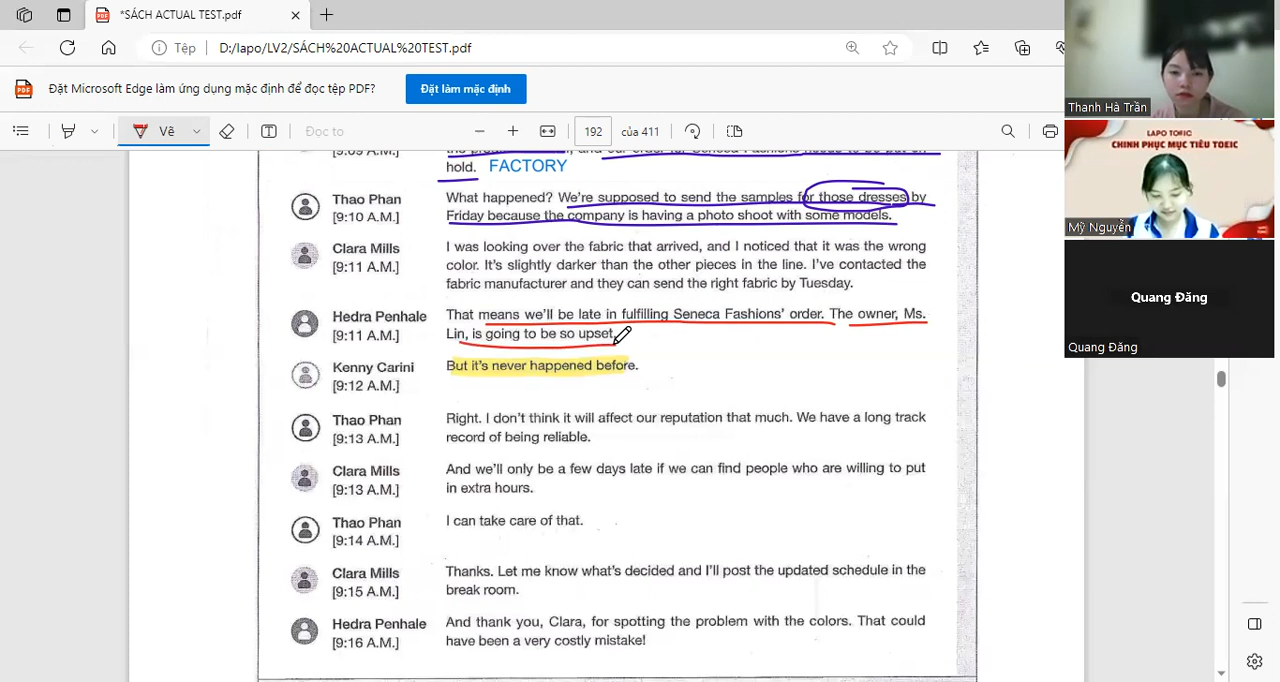 *SÁCH ACTUAL TEST.pdf
Tệp
D:/lapo/LV2/SÁCH%20ACTUAL%20TEST.pdf
Đặt Microsoft Edge làm ứng dụng mặc định để đọc tệp PDF?
Đặt làm mặc định
Vẽ
Đọc to
192
của 411
[9:09 A.M.]
hold.
FACTORY
Thao Phan
[9:10 A.M.]
What happened? We're supposed to send the samples for those dresses by
Friday because the company is having a photo shoot with some models.
Clara Mills
[9:11 A.M.]
I was looking over the fabric that arrived, and I noticed that it was the wrong
color. It's slightly darker than the other pieces in the line. I've contacted the
fabric manufacturer and they can send the right fabric by Tuesday.
Hedra Penhale
[9:11 A.M.]
That means we'll be late in fulfilling Seneca Fashions' order. The owner, Ms.
Lin, is going to be so upset.
Kenny Carini
[9:12 A.M.]
But it's never happened before.
Thao Phan
[9:13 A.M.]
Right. I don't think it will affect our reputation that much. We have a long track
record of being reliable.
Clara Mills
[9:13 A.M.]
And we'll only be a few days late if we can find people who are willing to put
in extra hours.
Thao Phan
[9:14 A.M.]
I can take care of that.
Clara Mills
[9:15 A.M.]
Thanks. Let me know what's decided and I'll post the updated schedule in the
break room.
Hedra Penhale
[9:16 A.M.]
And thank you, Clara, for spotting the problem with the colors. That could
have been a very costly mistake!
Thanh Hà Trần
LAPO TOEIC
CHINH PHỤC MỤC TIÊU TOEIC
Mỹ Nguyễn
Quang Đăng
Quang Đăng